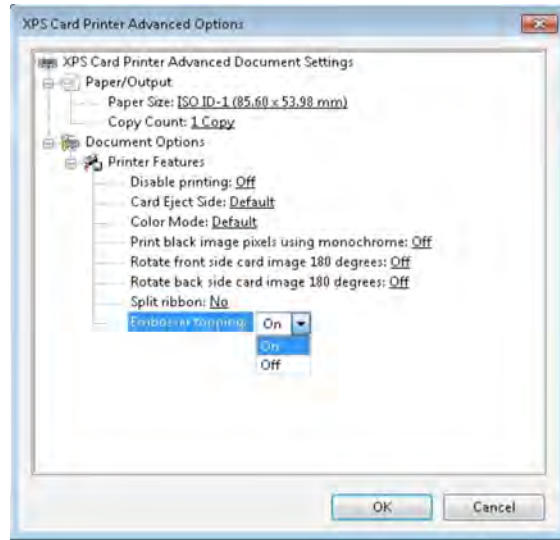 XPS Card Printer Advanced Options
XPS Card Printer Advanced Document Settings
Paper/Output
Paper Size: ISO ID-1 (85.60 x 53.98 mm)
Copy Count: 1 Copy
Document Options
Printer Features
Disable printing: Off
Card Eject Side: Default
Color Mode: Default
Print black image pixels using monochrome: Off
Rotate front side card image 180 degrees: Off
Rotate back side card image 180 degrees: Off
Split ribbon: No
Embosser topping: On
On
Off
OK Cancel